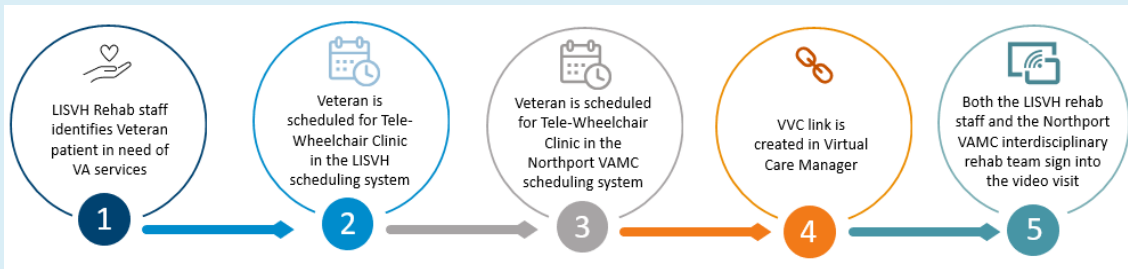 LISVH Rehab staff
identifies Veteran
patient in need of
VA services
1
Veteran is
scheduled for Tele-
Wheelchair Clinic
in the LISVH
scheduling system
2
Veteran is scheduled
for Tele-Wheelchair
Clinic in the
Northport VAMC
scheduling system
3
VVC link is
created in Virtual
Care Manager
4
Both the LISVH rehab
staff and the Northport
VAMC interdisciplinary
rehab team sign into
the video visit
5